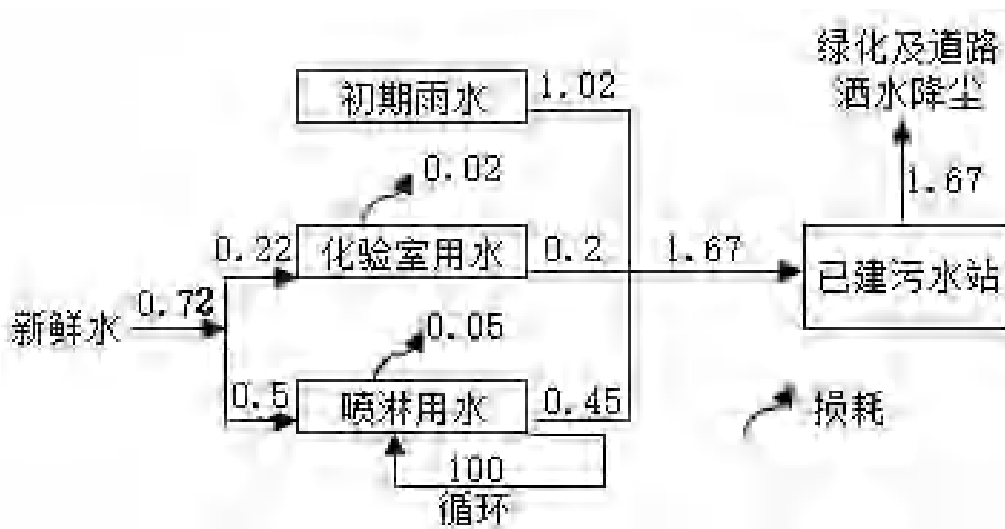 绿化及道路
洒水降尘
初期雨水
1.02
0.02
1.67
0.22
化验室用水
0.2
1.67
已建污水站
新鲜水
0.72
0.05
0.5
喷淋用水
0.45
损耗
100
循环